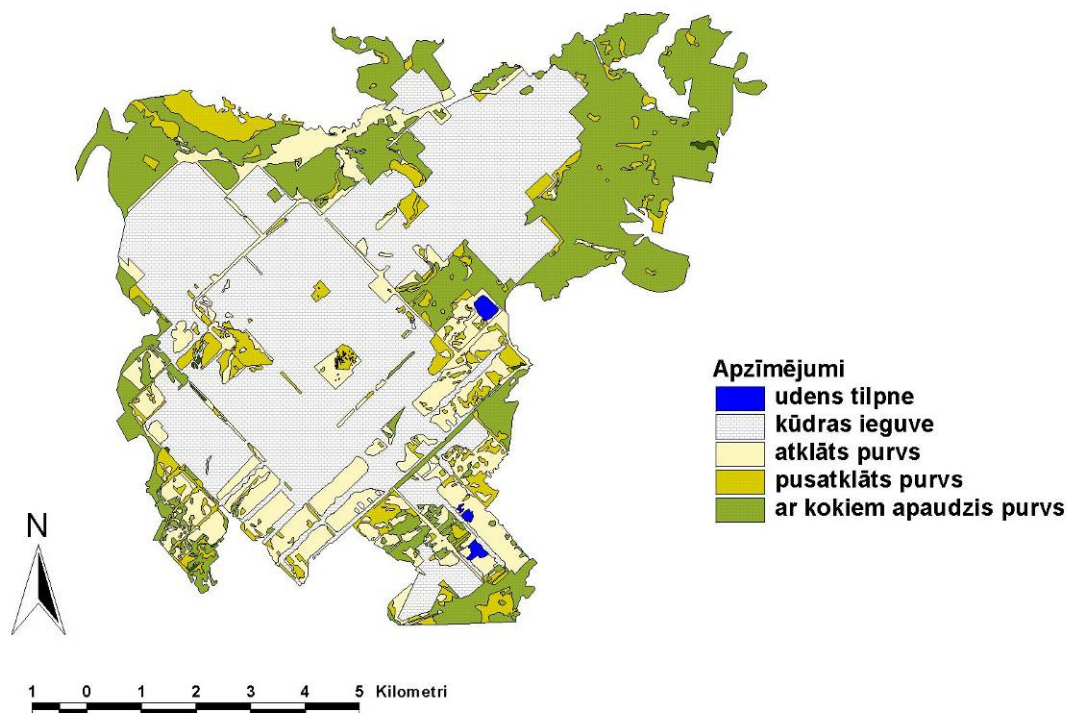 Apzīmējumi
udens tilpne
kūdras ieguve
atklāts purvs
pusatklāts purvs
ar kokiem apaudzis purvs
N
1 0 1 2 3 4 5 Kilometri